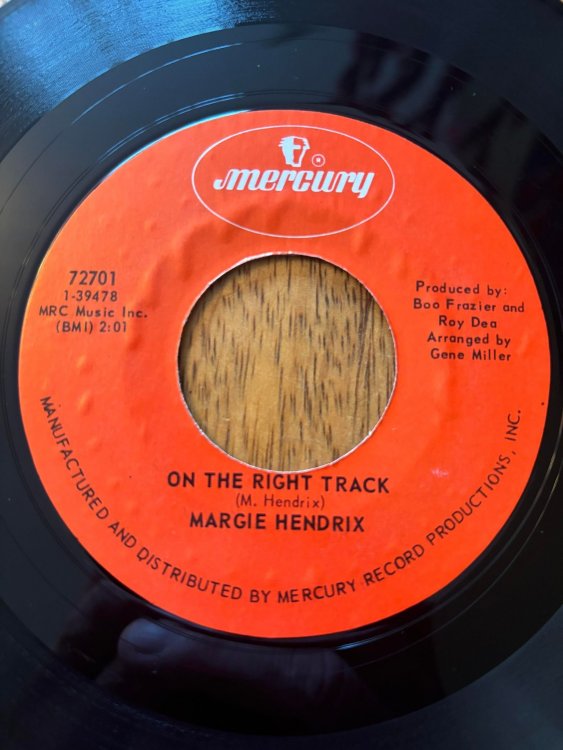 mercury
®
72701
1-39478
MRC Music Inc.
(BMI) 2:01
Produced by:
Boo Frazier and
Roy Dea
Arranged by
Gene Miller
ON THE RIGHT TRACK
(M. Hendrix)
MARGIE HENDRIX
MANUFACTURED AND DISTRIBUTED BY MERCURY RECORD PRODUCTIONS, INC.